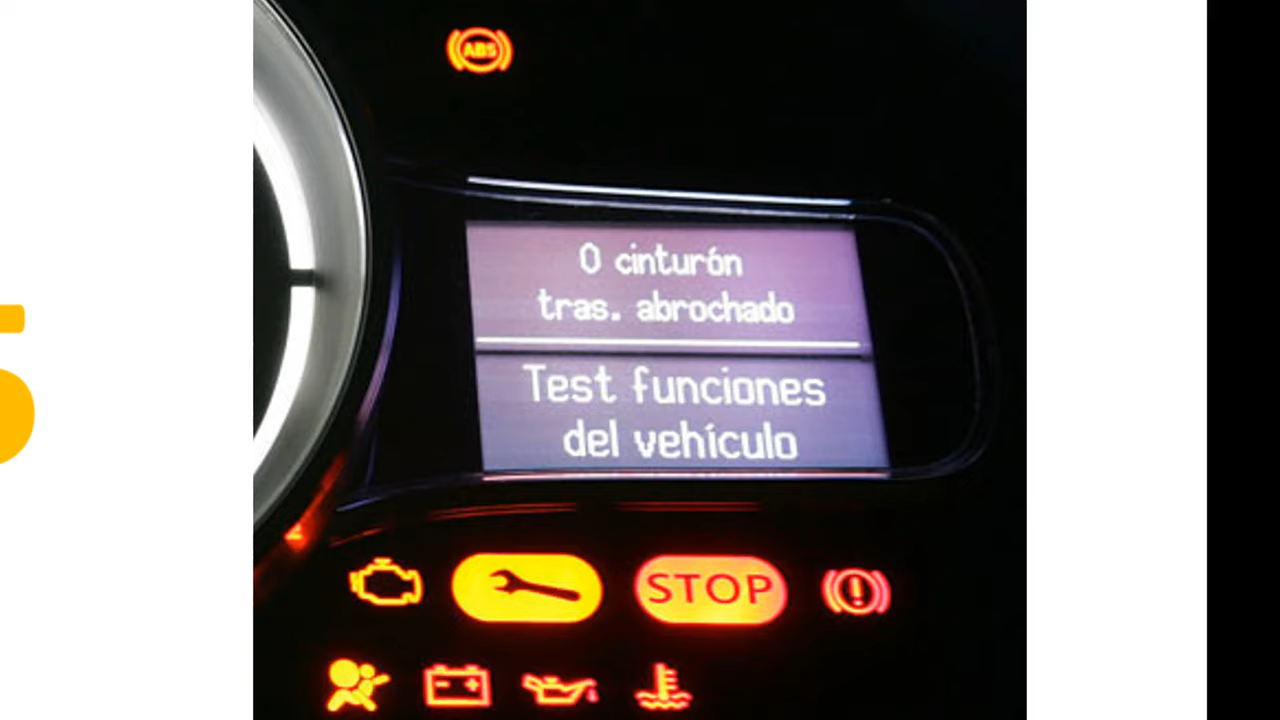 ABS
0 cinturón
tras. abrochado
Test funciones
del vehículo
STOP